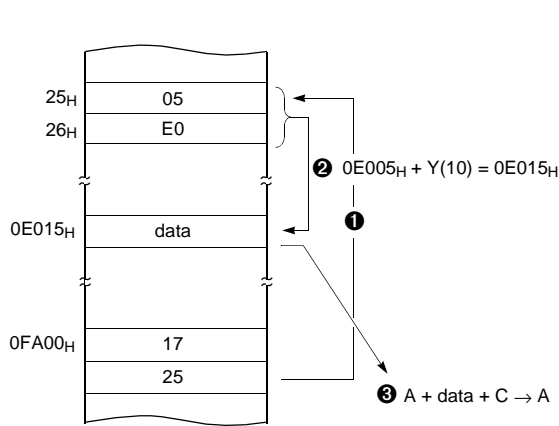 25H 05
26H E0
❷ 0E005H + Y(10) = 0E015H
❶
0E015H data
0FA00H 17
25
❸ A + data + C → A